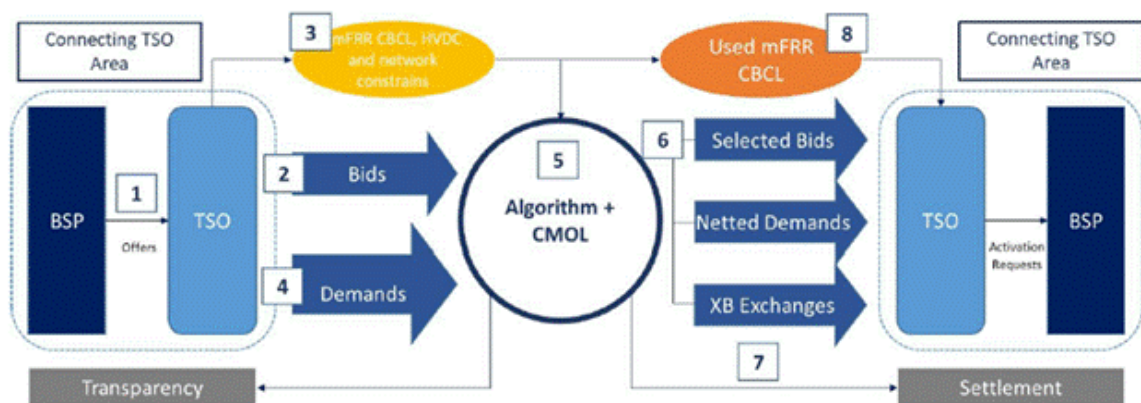 Connecting TSO
Area
3
mFRR CBCL, HVDC
and network
constrains
Used mFRR
CBCL
8
Connecting TSO
Area
BSP
1
Offers
TSO
2
Bids
4
Demands
5
Algorithm +
CMOL
6
Selected Bids
Netted Demands
XB Exchanges
TSO
Activation
Requests
BSP
7
Transparency
Settlement